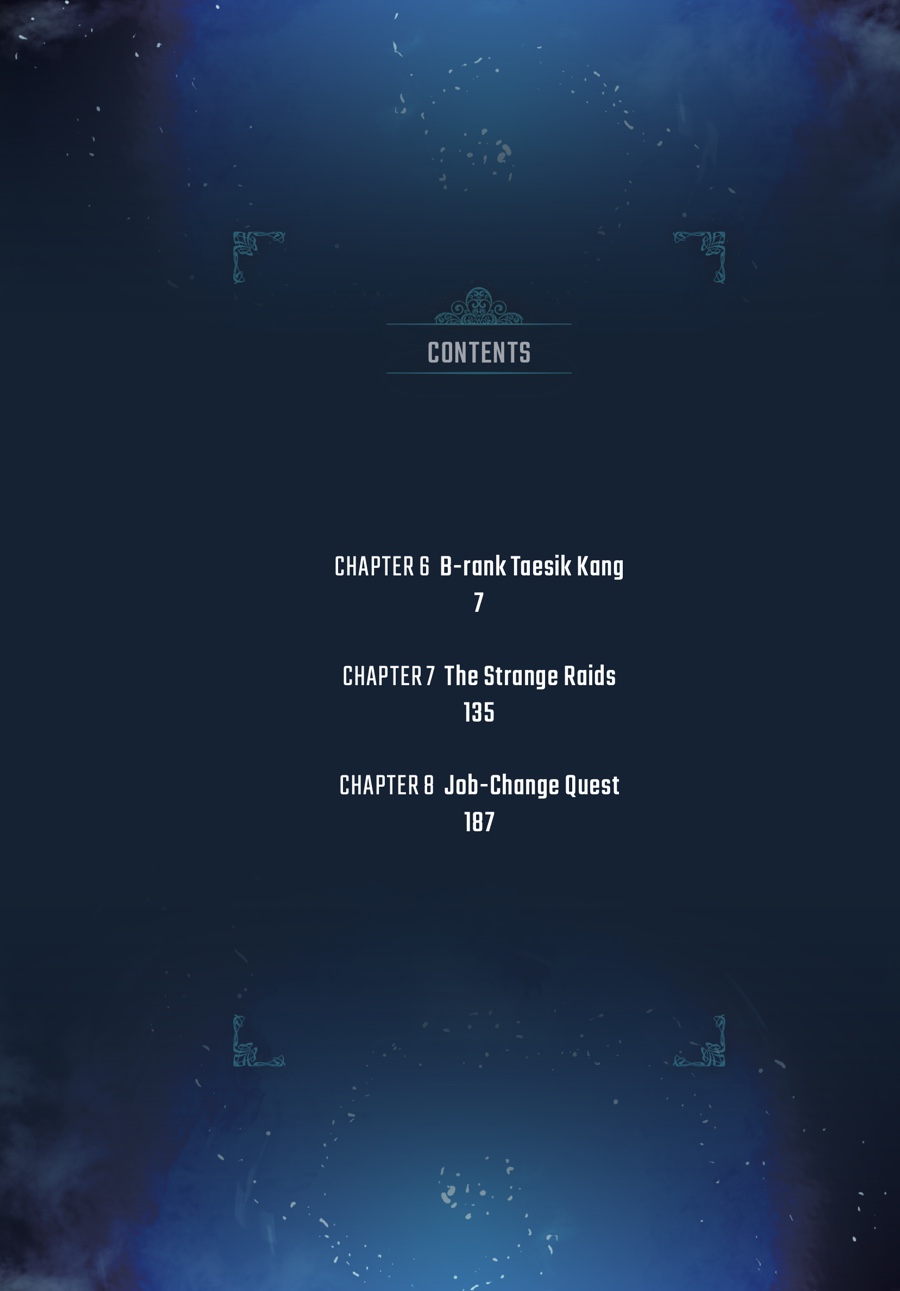 CONTENTS
CHAPTER 6 B-rank Taesik Kang
7
CHAPTER 7 The Strange Raids
135
CHAPTER 8 Job-Change Quest
187